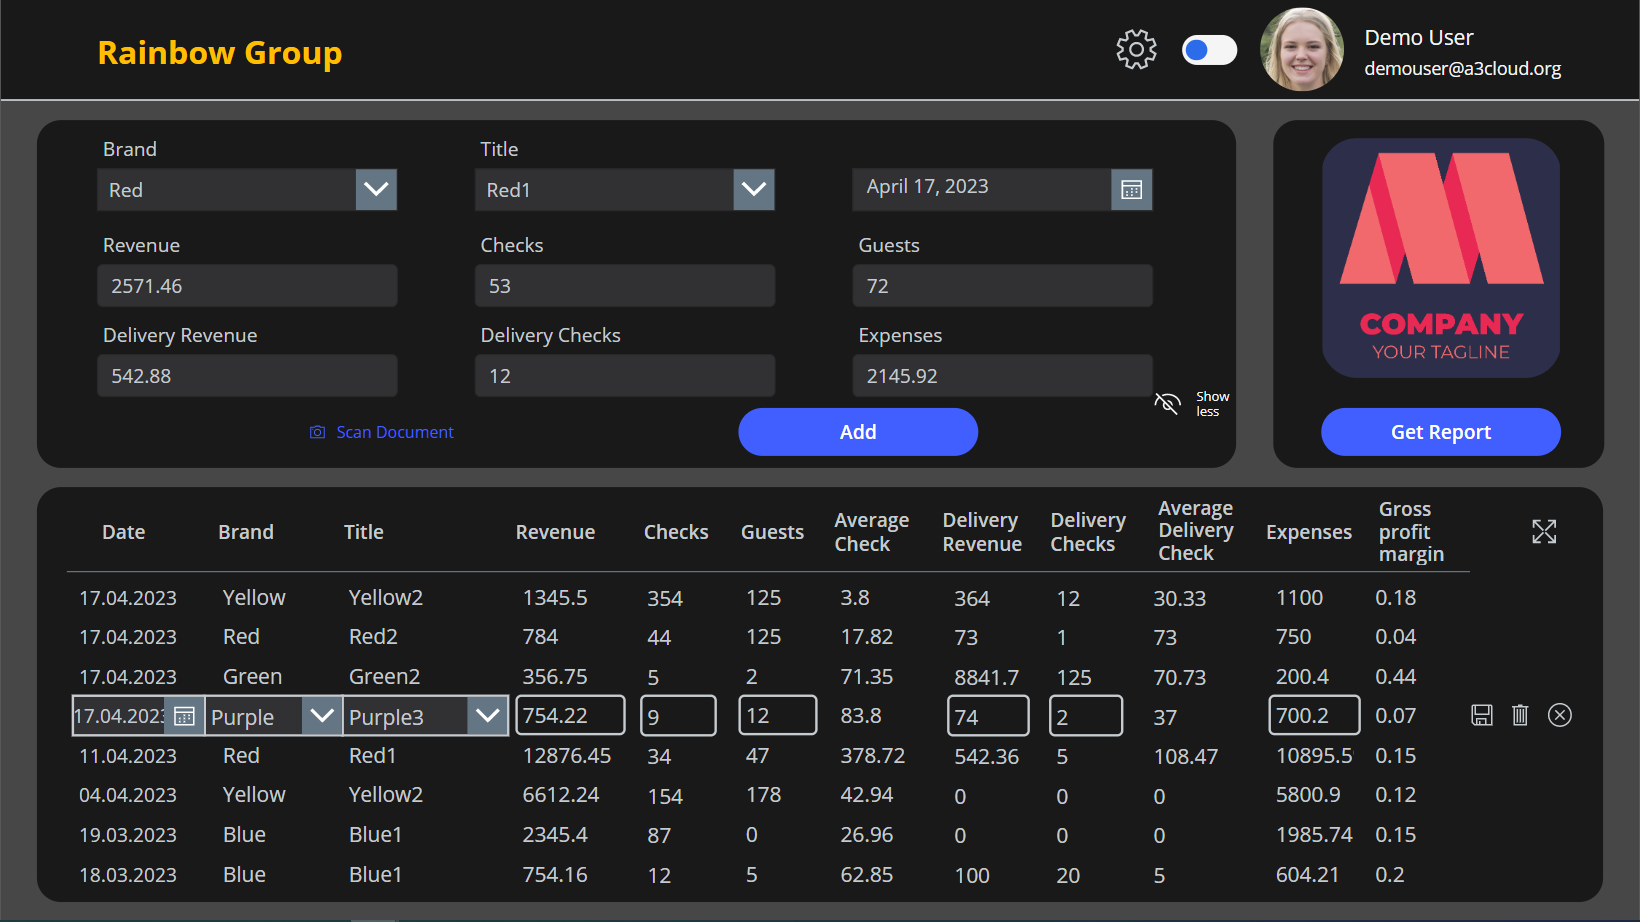 Rainbow Group
Demo User
demouser@a3cloud.org
Brand
Title
Red
Red1
April 17, 2023
Revenue
Checks
Guests
2571.46
53
72
Delivery Revenue
Delivery Checks
Expenses
542.88
12
2145.92
Show
less
Scan Document
Add
COMPANY
YOUR TAGLINE
Get Report
Date Brand Title Revenue Checks Guests Average Check Delivery Revenue Delivery Checks Average Delivery Check Expenses Gross profit margin
17.04.2023 Yellow Yellow2 1345.5 354 125 3.8 364 12 30.33 1100 0.18
17.04.2023 Red Red2 784 44 125 17.82 73 1 73 750 0.04
17.04.2023 Green Green2 356.75 5 2 71.35 8841.7 125 70.73 200.4 0.44
17.04.2023 Purple Purple3 754.22 9 12 83.8 74 2 37 700.2 0.07
11.04.2023 Red Red1 12876.45 34 47 378.72 542.36 5 108.47 10895.5 0.15
04.04.2023 Yellow Yellow2 6612.24 154 178 42.94 0 0 0 5800.9 0.12
19.03.2023 Blue Blue1 2345.4 87 0 26.96 0 0 0 1985.74 0.15
18.03.2023 Blue Blue1 754.16 12 5 62.85 100 20 5 604.21 0.2